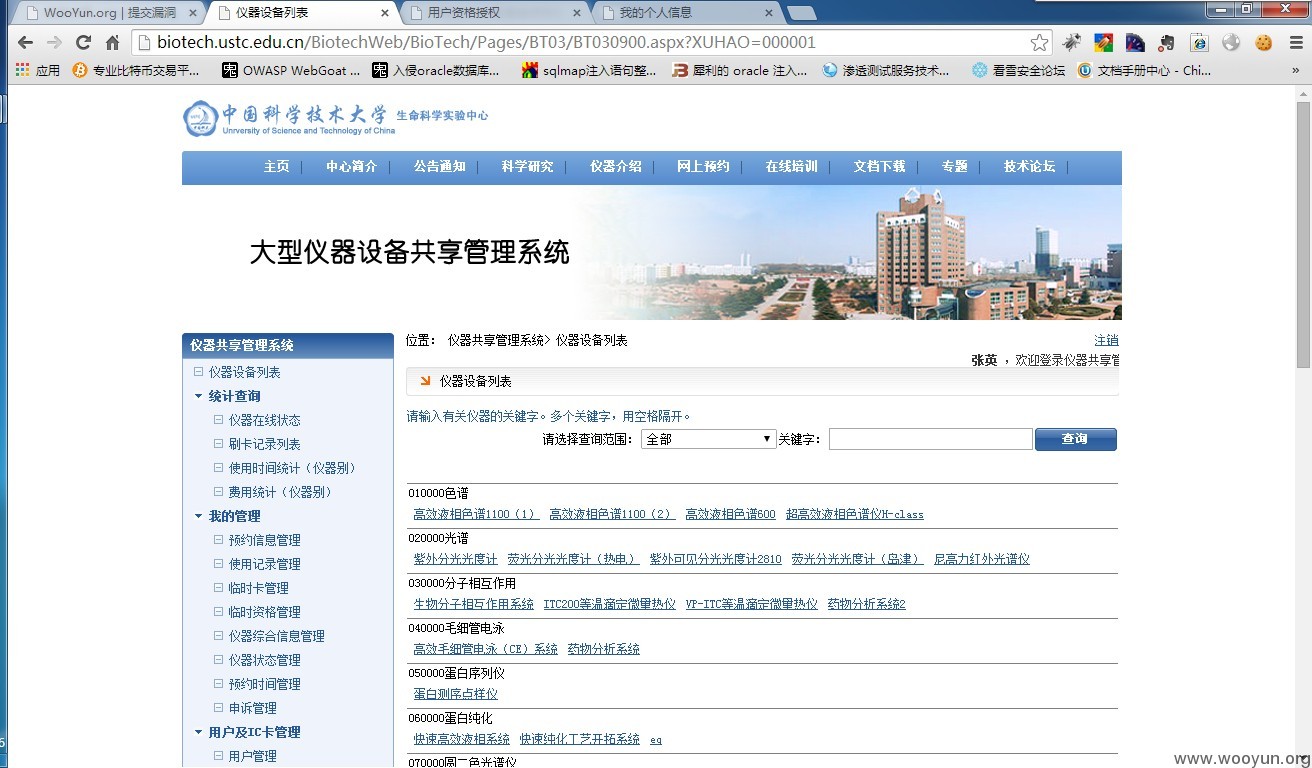 WooYun.org | 提交漏洞
仪器设备列表
用户资格授权
我的个人信息
biotech.ustc.edu.cn/BiotechWeb/BioTech/Pages/BT03/BT030900.aspx?XUHAO=000001
应用 专业比特币交易平... OWASP WebGoat ... 入侵oracle数据库... sqlmap注入语句整... 犀利的 oracle 注入... 渗透测试服务技术... 看雪安全论坛 文档手册中心 - Chi... »
中国科学技术大学 生命科学实验中心
University of Science and Technology of China
主页 | 中心简介 | 公告通知 | 科学研究 | 仪器介绍 | 网上预约 | 在线培训 | 文档下载 | 专题 | 技术论坛 |
大型仪器设备共享管理系统
仪器共享管理系统
仪器设备列表
统计查询
仪器在线状态
刷卡记录列表
使用时间统计（仪器别）
费用统计（仪器别）
我的管理
预约信息管理
使用记录管理
临时卡管理
临时资格管理
仪器综合信息管理
仪器状态管理
预约时间管理
申诉管理
用户及IC卡管理
用户管理
位置： 仪器共享管理系统> 仪器设备列表
注销
张英 ，欢迎登录仪器共享管
仪器设备列表
请输入有关仪器的关键字。多个关键字，用空格隔开。
请选择查询范围： 全部 关键字： 查询
010000色谱
高效液相色谱1100（1） 高效液相色谱1100（2） 高效液相色谱600 超高效液相色谱仪H-class
020000光谱
紫外分光光度计 荧光分光光度计（热电） 紫外可见分光光度计2810 荧光分光光度计（岛津） 尼高力红外光谱仪
030000分子相互作用
生物分子相互作用系统 ITC200等温滴定微量热仪 VP-ITC等温滴定微量热仪 药物分析系统2
040000毛细管电泳
高效毛细管电泳（CE）系统 药物分析系统
050000蛋白序列仪
蛋白测序点样仪
060000蛋白纯化
快速高效液相系统 快速纯化工艺开拓系统 eq
070000圆二色光谱仪
www.wooyun.org